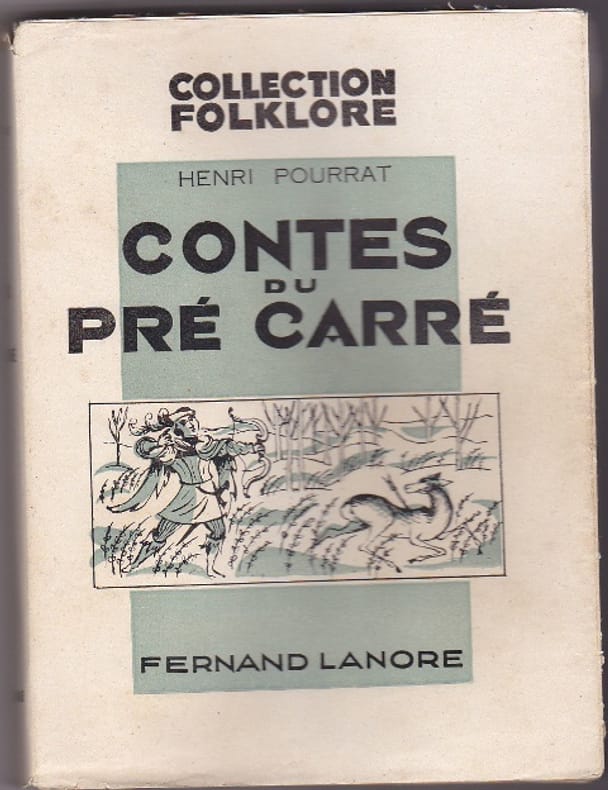 COLLECTION
FOLKLORE
HENRI POURRAT
CONTES
DU
PRÉ CARRÉ
FERNAND LANORE